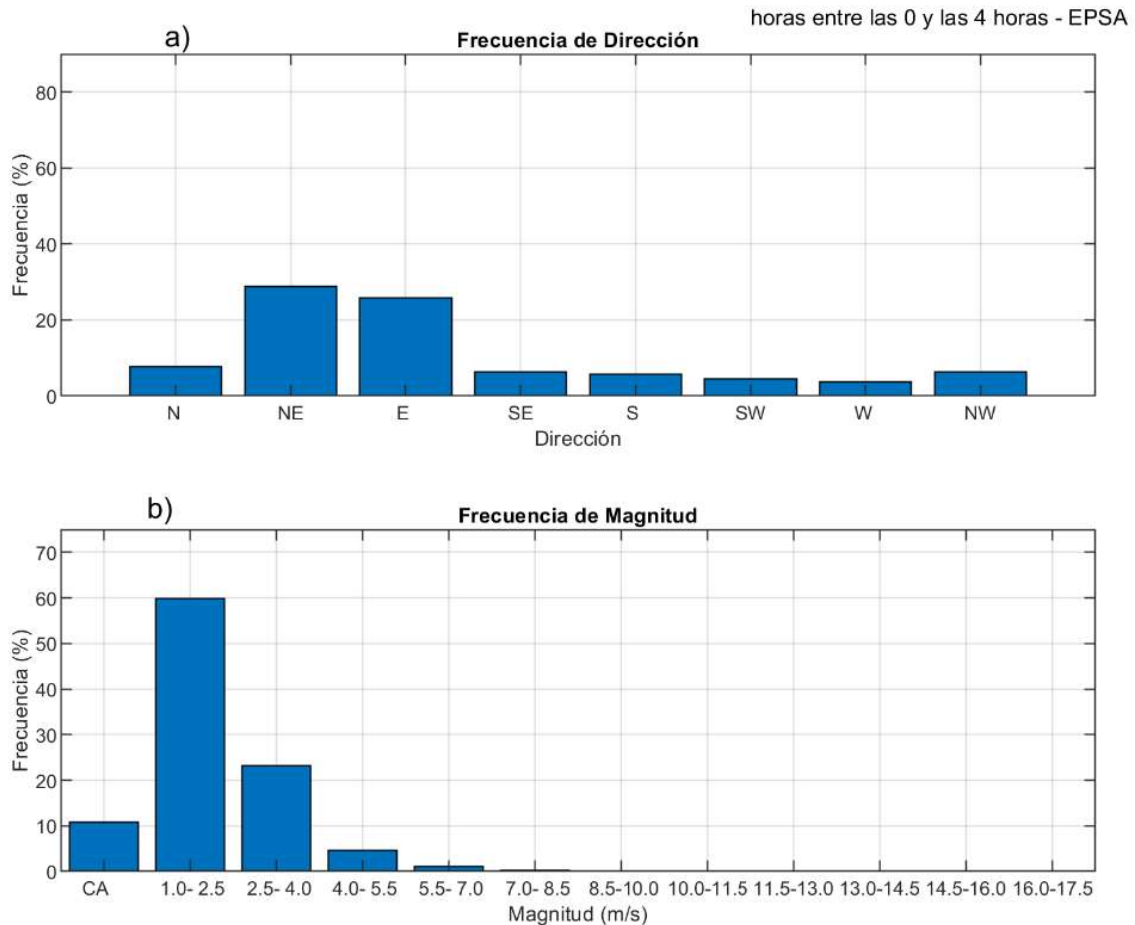 horas entre las 0 y las 4 horas - EPSA
a)
Frecuencia de Dirección
Frecuencia (%)
80
60
40
20
0
N NE E SE S SW W NW
Dirección
b)
Frecuencia de Magnitud
Frecuencia (%)
70
60
50
40
30
20
10
0
CA 1.0- 2.5 2.5- 4.0 4.0- 5.5 5.5- 7.0 7.0- 8.5 8.5-10.0 10.0-11.5 11.5-13.0 13.0-14.5 14.5-16.0 16.0-17.5
Magnitud (m/s)